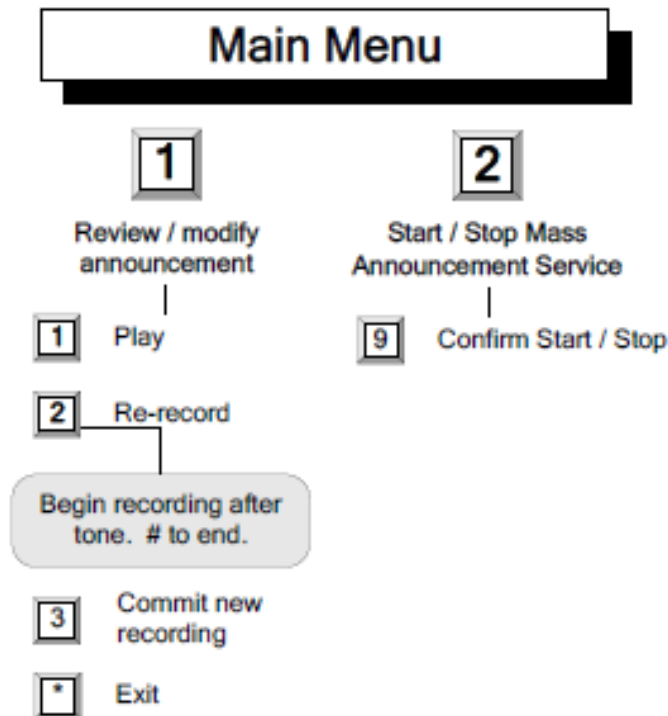 Main Menu
1
Review / modify
announcement
1 Play
2 Re-record
Begin recording after
tone. # to end.
3 Commit new
recording
* Exit
2
Start / Stop Mass
Announcement Service
9 Confirm Start / Stop